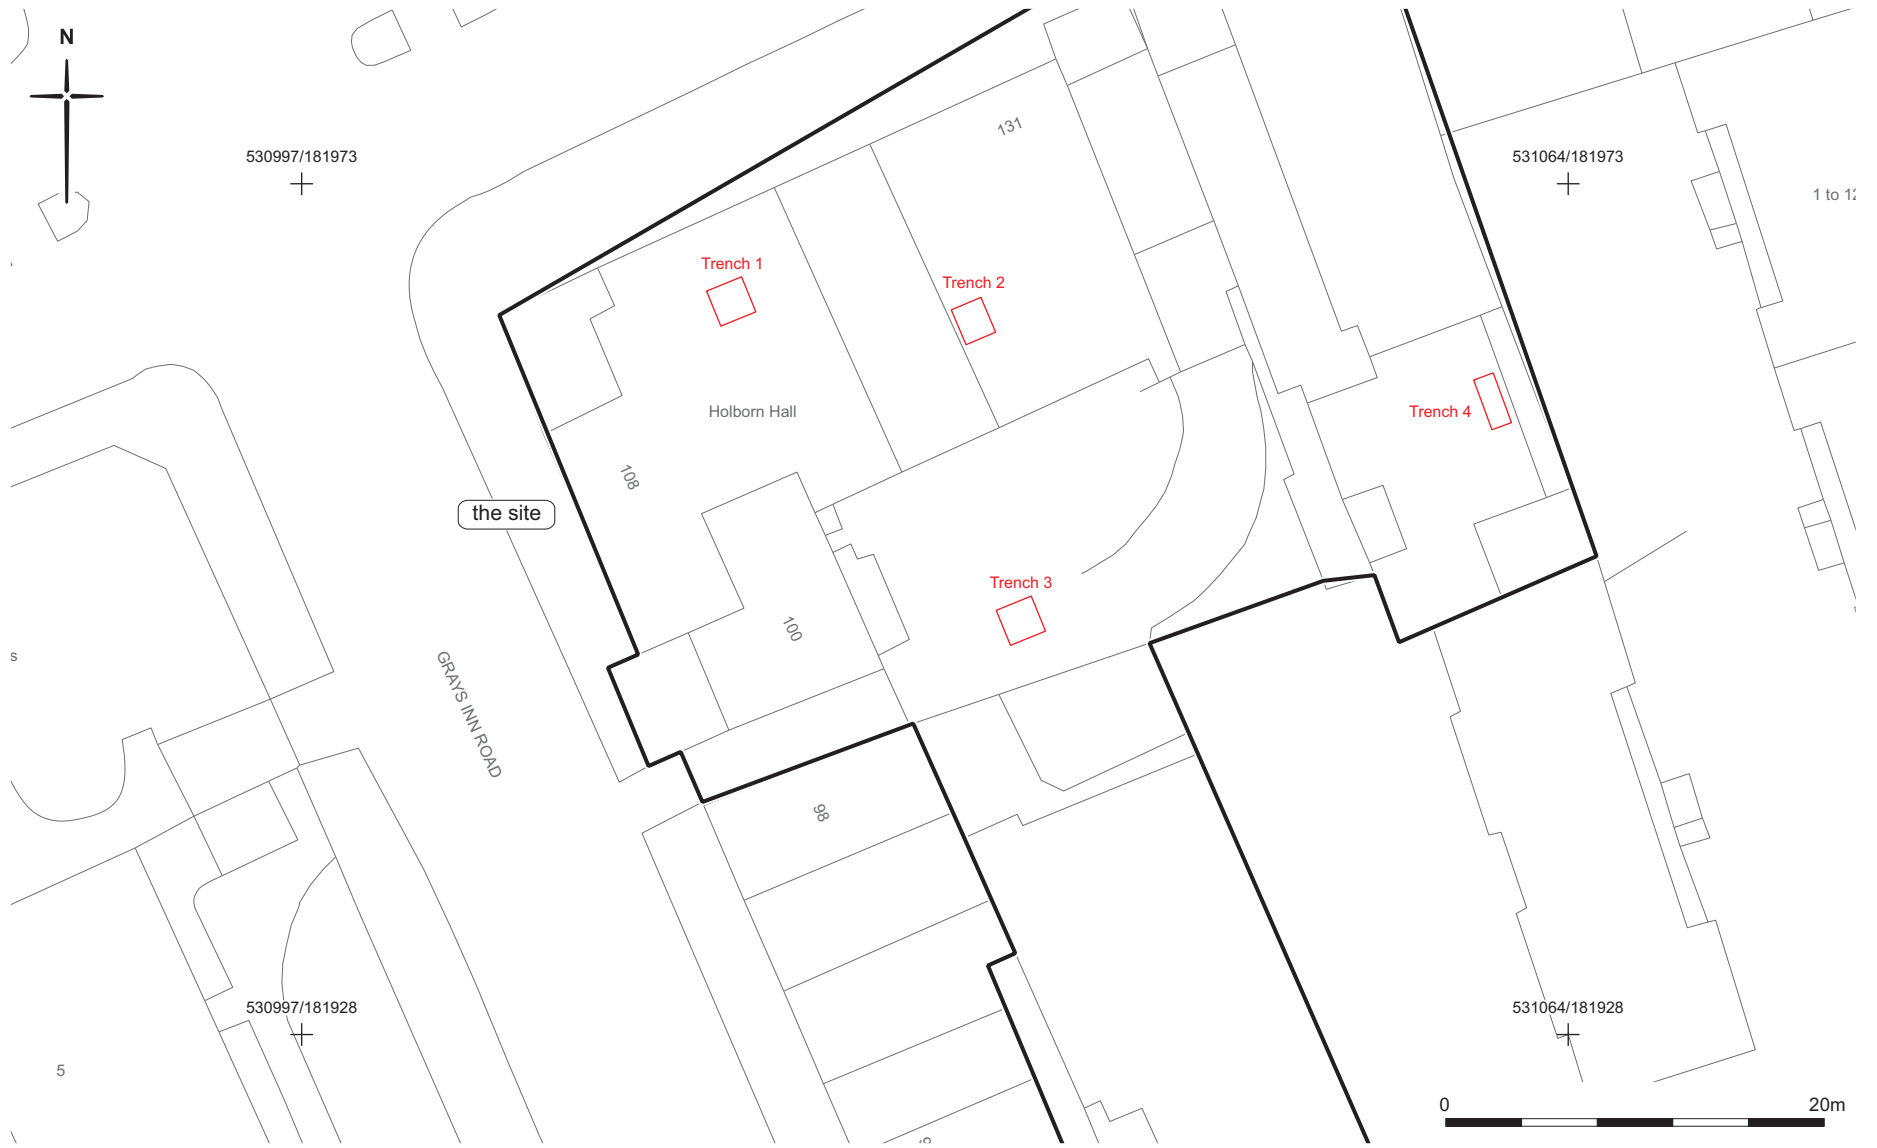 N
530997/181973
531064/181973
131
1 to 12
Trench 1
Trench 2
Holborn Hall
Trench 4
108
the site
Trench 3
100
s
GRAYS INN ROAD
98
530997/181928
531064/181928
5
0 20m